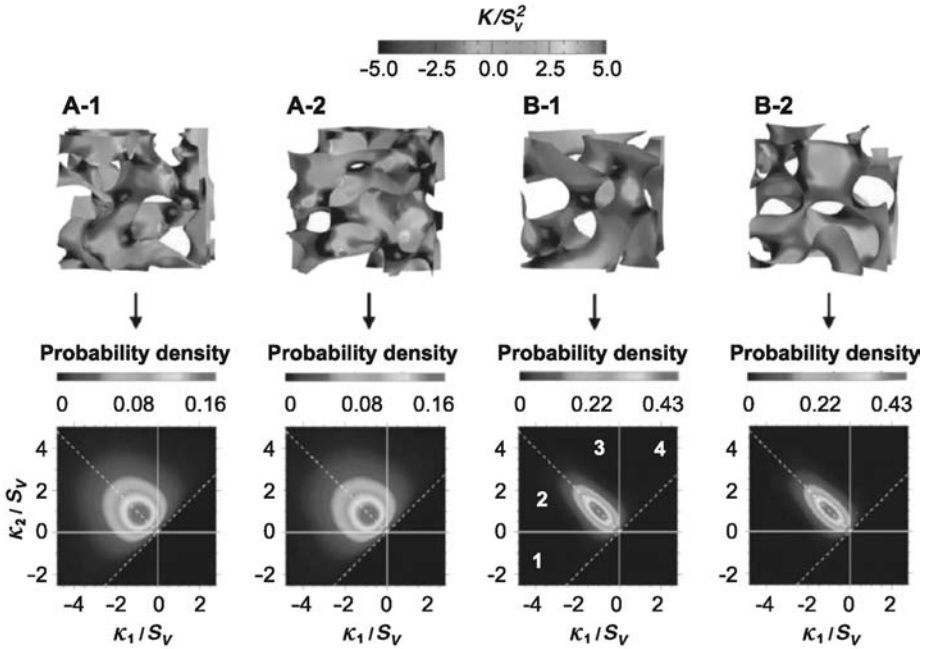 K/S_V^2
−5.0 −2.5 0.0 2.5 5.0
A-1 A-2 B-1 B-2
Probability density Probability density Probability density Probability density
0 0.08 0.16 0 0.08 0.16 0 0.22 0.43 0 0.22 0.43
κ2 / SV
4 2 0 −2
4 2 0 −2
4 2 0 −2
3 4
2
1
4 2 0 −2
−4 −2 0 2 −4 −2 0 2 −4 −2 0 2 −4 −2 0 2
κ1 / SV κ1 / SV κ1 / SV κ1 / SV